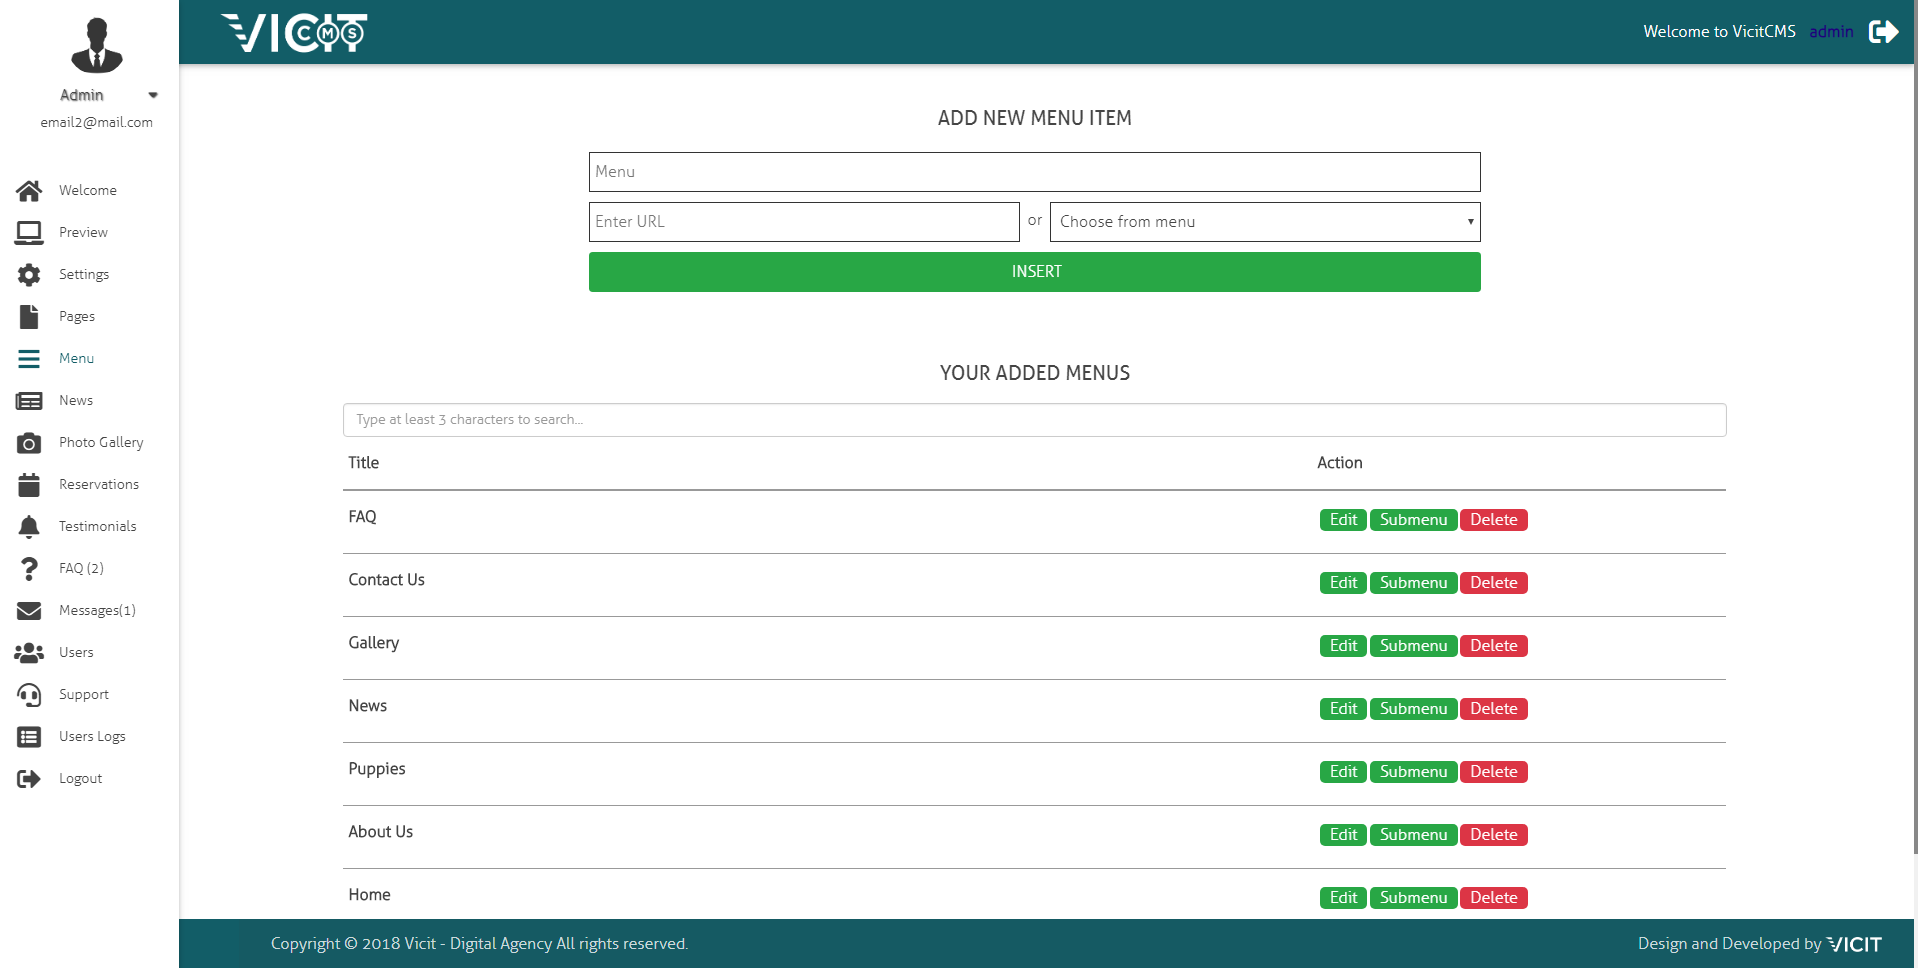 VICIT CMS
Welcome to VicitCMS admin
Admin
email2@mail.com
Welcome
Preview
Settings
Pages
Menu
News
Photo Gallery
Reservations
Testimonials
FAQ (2)
Messages(1)
Users
Support
Users Logs
Logout
ADD NEW MENU ITEM
Menu
Enter URL or Choose from menu
INSERT
YOUR ADDED MENUS
Type at least 3 characters to search...
Title Action
FAQ Edit Submenu Delete
Contact Us Edit Submenu Delete
Gallery Edit Submenu Delete
News Edit Submenu Delete
Puppies Edit Submenu Delete
About Us Edit Submenu Delete
Home Edit Submenu Delete
Copyright © 2018 Vicit - Digital Agency All rights reserved. Design and Developed by VICIT